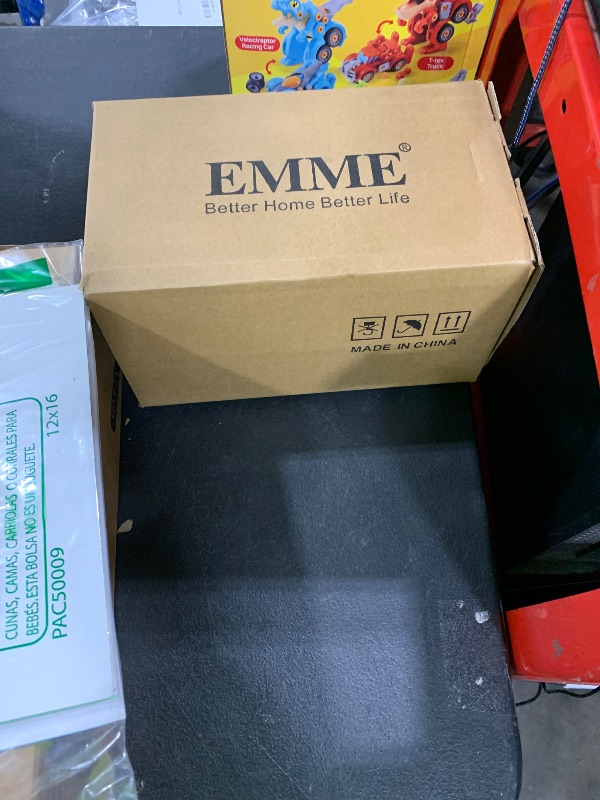 Velociraptor
Racing Car
T-rex
Truck
EMME®
Better Home Better Life
MADE IN CHINA
CUNAS, CAMAS, CARRIOLAS O CORRALES PARA
BEBÉS. ESTA BOLSA NO ES UN JUGUETE.
PAC50009
12x16